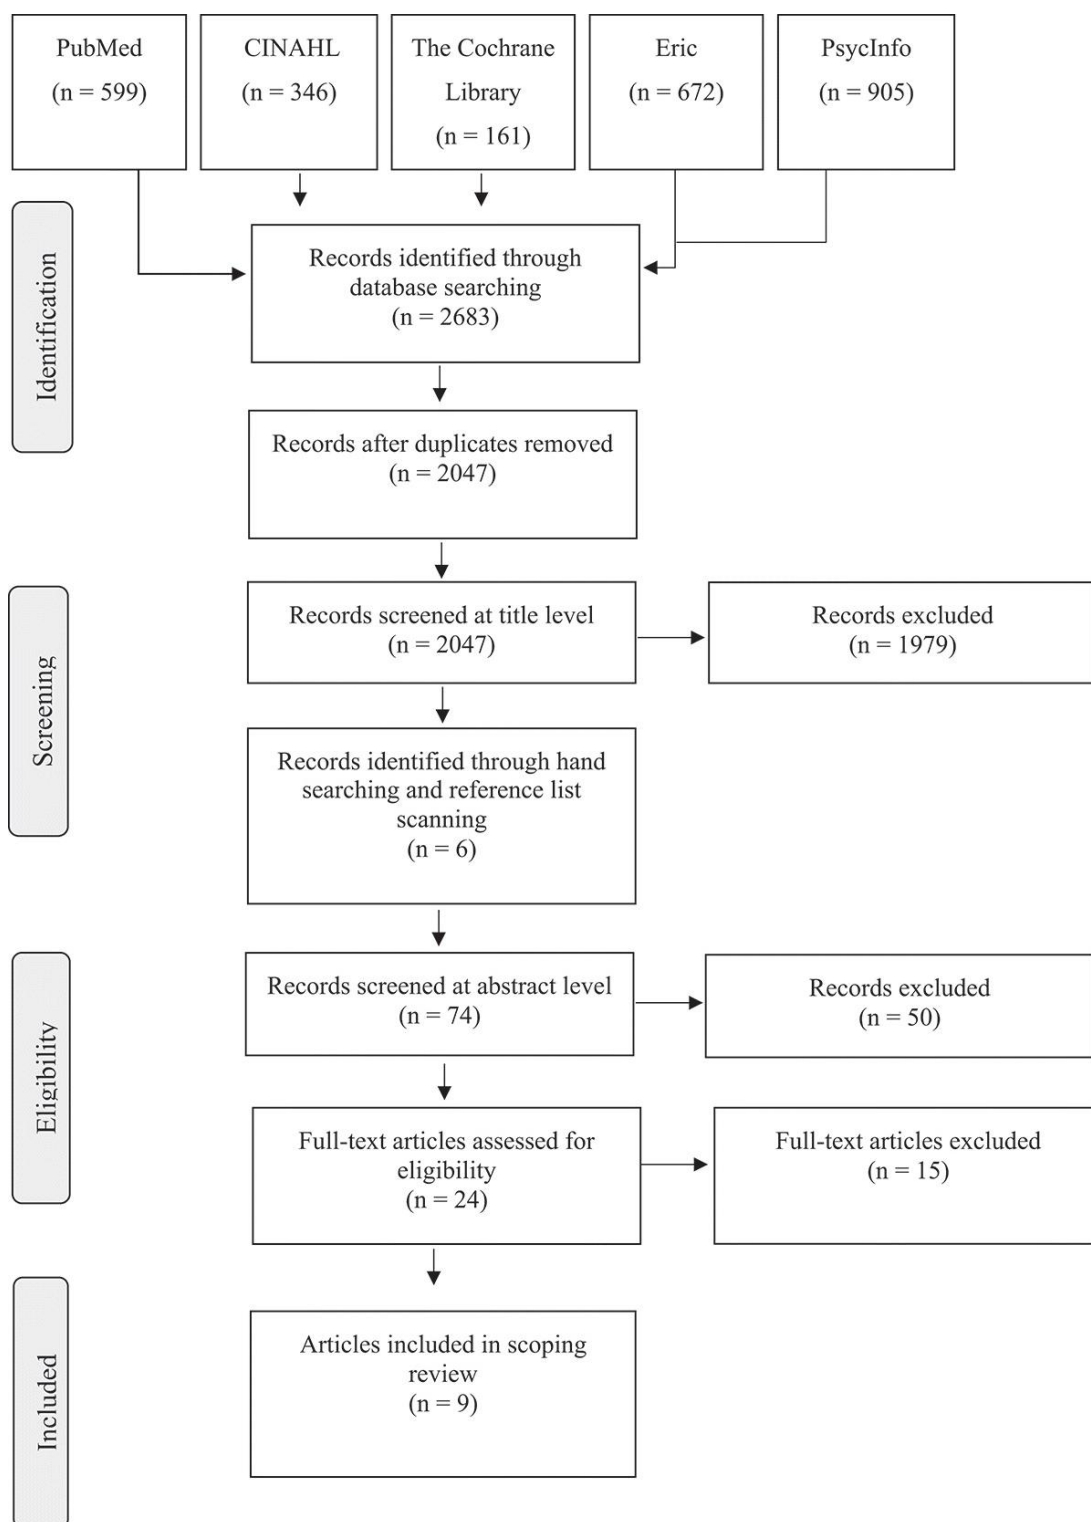 PubMed
(n = 599)
CINAHL
(n = 346)
The Cochrane
Library
(n = 161)
Eric
(n = 672)
PsycInfo
(n = 905)
Identification
Records identified through
database searching
(n = 2683)
Records after duplicates removed
(n = 2047)
Screening
Records screened at title level
(n = 2047)
Records excluded
(n = 1979)
Records identified through hand
searching and reference list
scanning
(n = 6)
Eligibility
Records screened at abstract level
(n = 74)
Records excluded
(n = 50)
Full-text articles assessed for
eligibility
(n = 24)
Full-text articles excluded
(n = 15)
Included
Articles included in scoping
review
(n = 9)